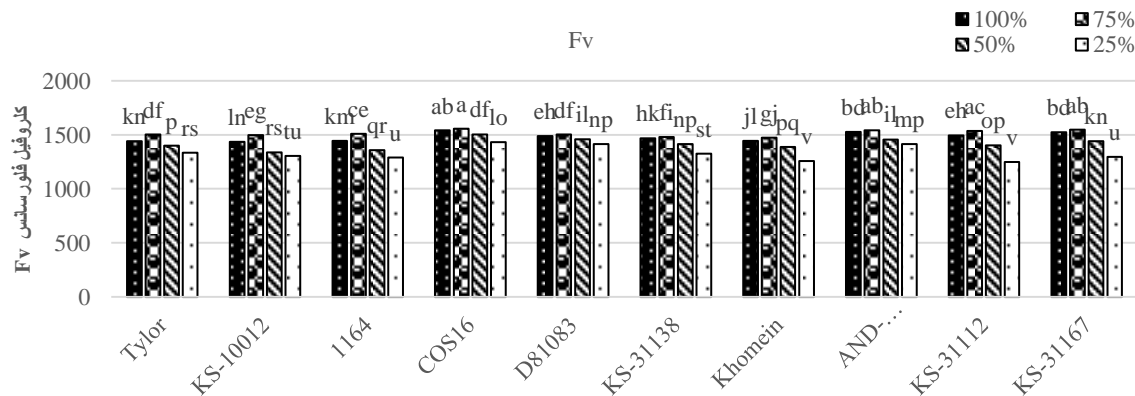 Fv
100% 75%
50% 25%
کلروفیل فلورسانس Fv
2000
1500
1000
500
0
kn df p rs ln eg rs tu km ce qr u ab a df lo eh df il np hk fi np st jl gj pq v bd ab il mp eh ac op v bd ab kn u
Tylor KS-10012 1164 COS16 D81083 KS-31138 Khomein AND-... KS-31112 KS-31167